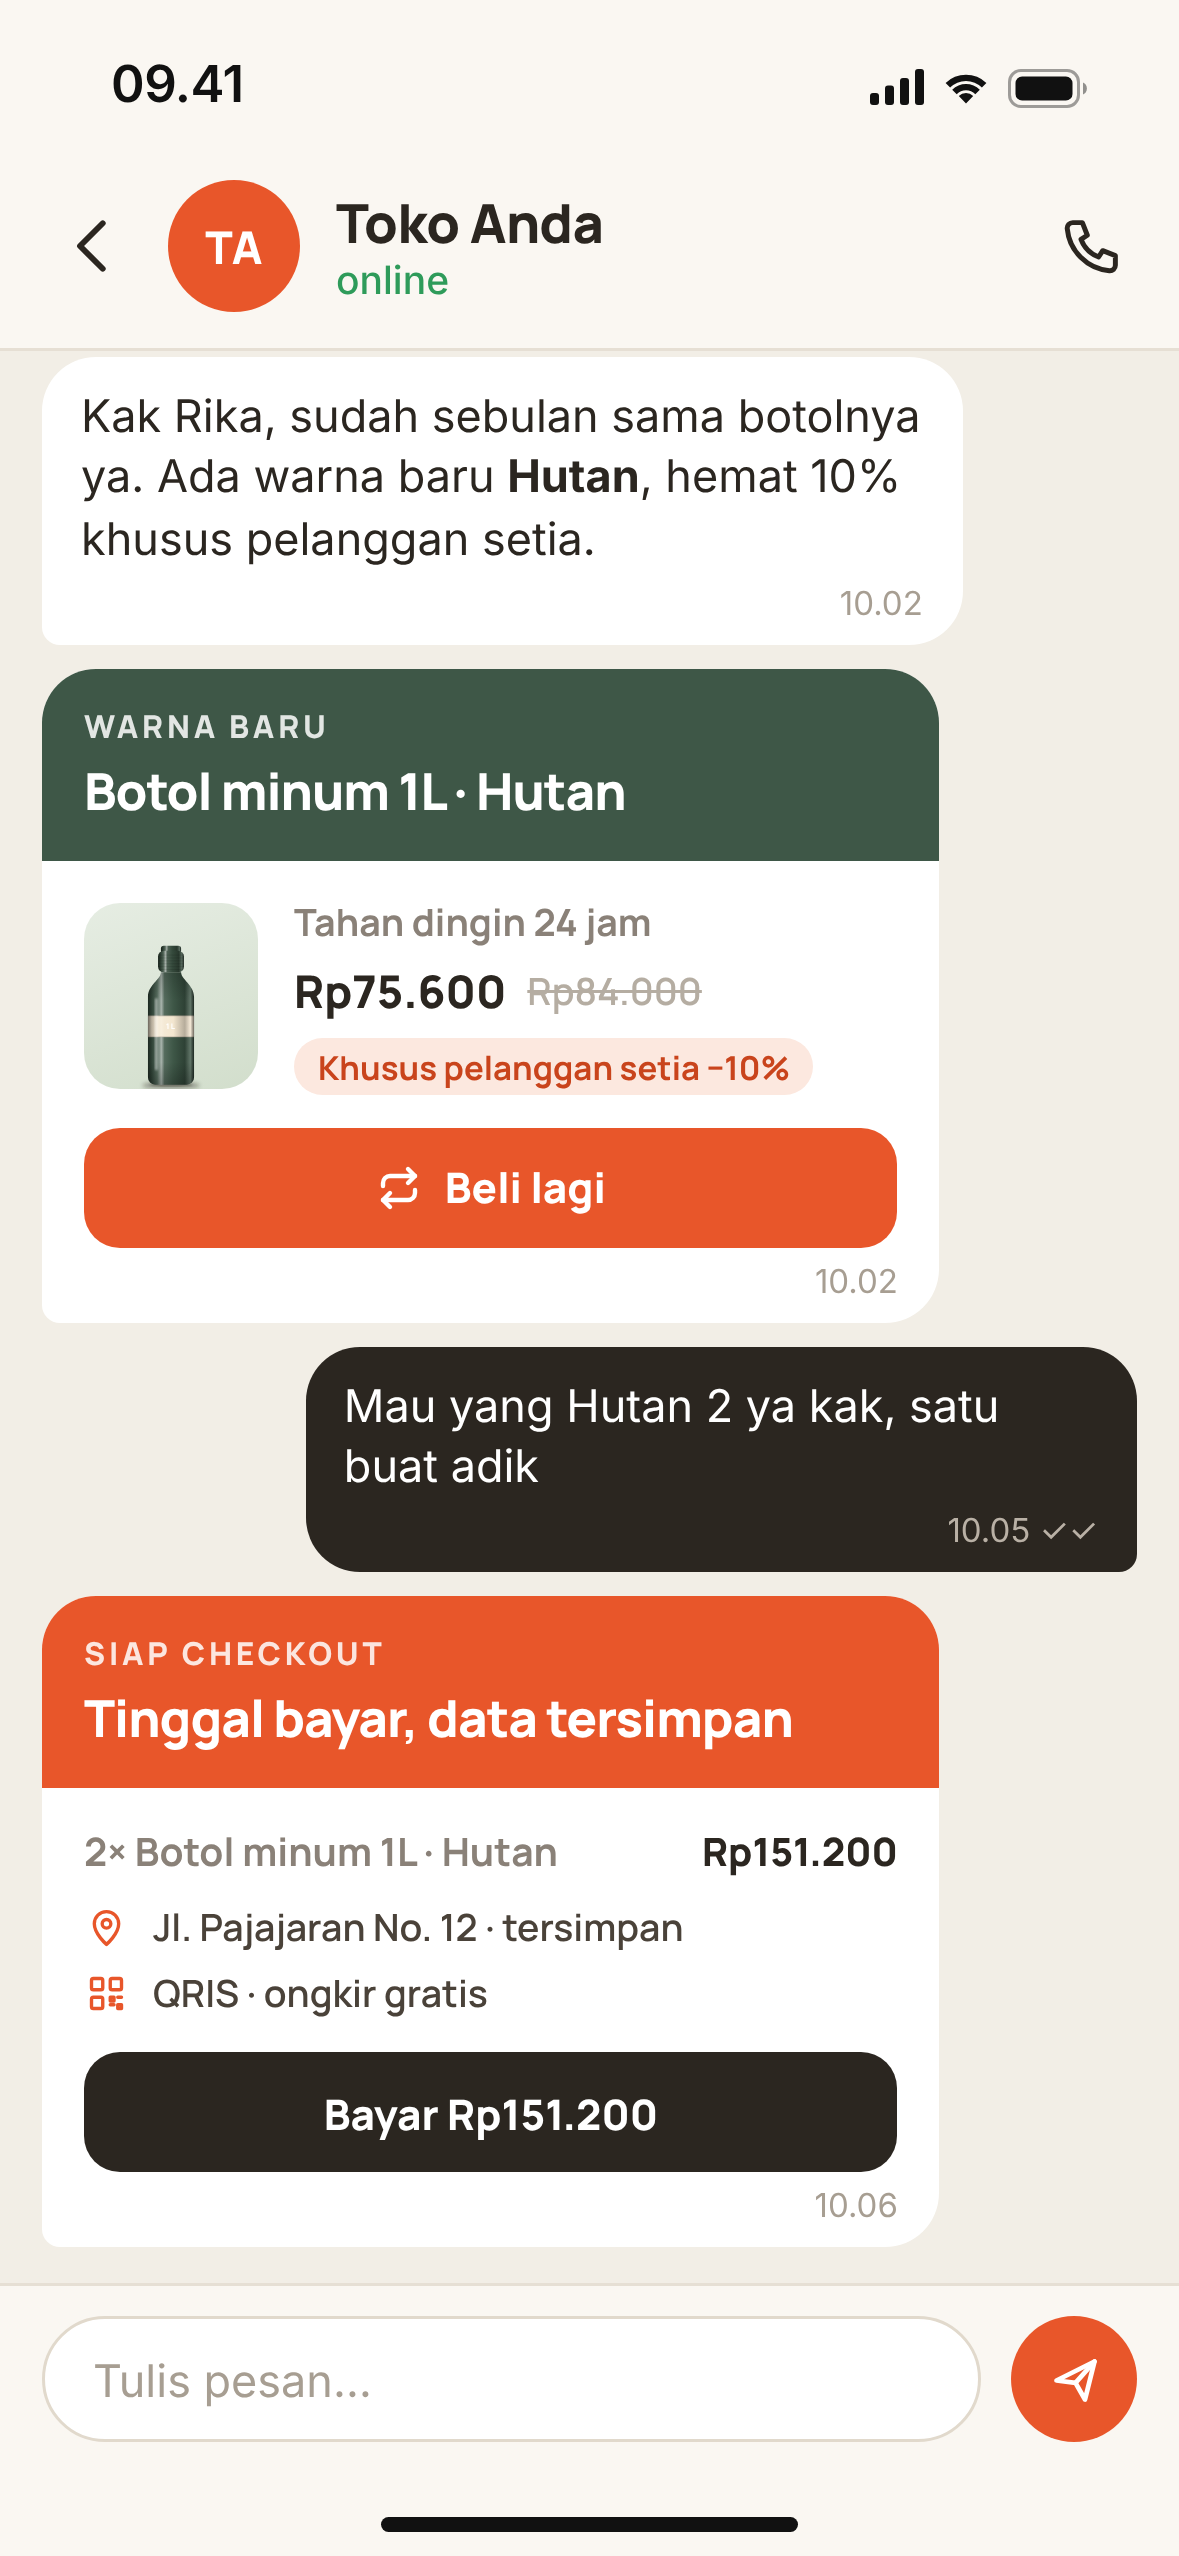 09.41
TA
Toko Anda
online
Kak Rika, sudah sebulan sama botolnya
ya. Ada warna baru Hutan, hemat 10%
khusus pelanggan setia.
10.02
WARNA BARU
Botol minum 1L · Hutan
Tahan dingin 24 jam
Rp75.600 Rp84.000
Khusus pelanggan setia −10%
Beli lagi
10.02
Mau yang Hutan 2 ya kak, satu
buat adik
10.05 ✓✓
SIAP CHECKOUT
Tinggal bayar, data tersimpan
2× Botol minum 1L · Hutan Rp151.200
Jl. Pajajaran No. 12 · tersimpan
QRIS · ongkir gratis
Bayar Rp151.200
10.06
Tulis pesan...